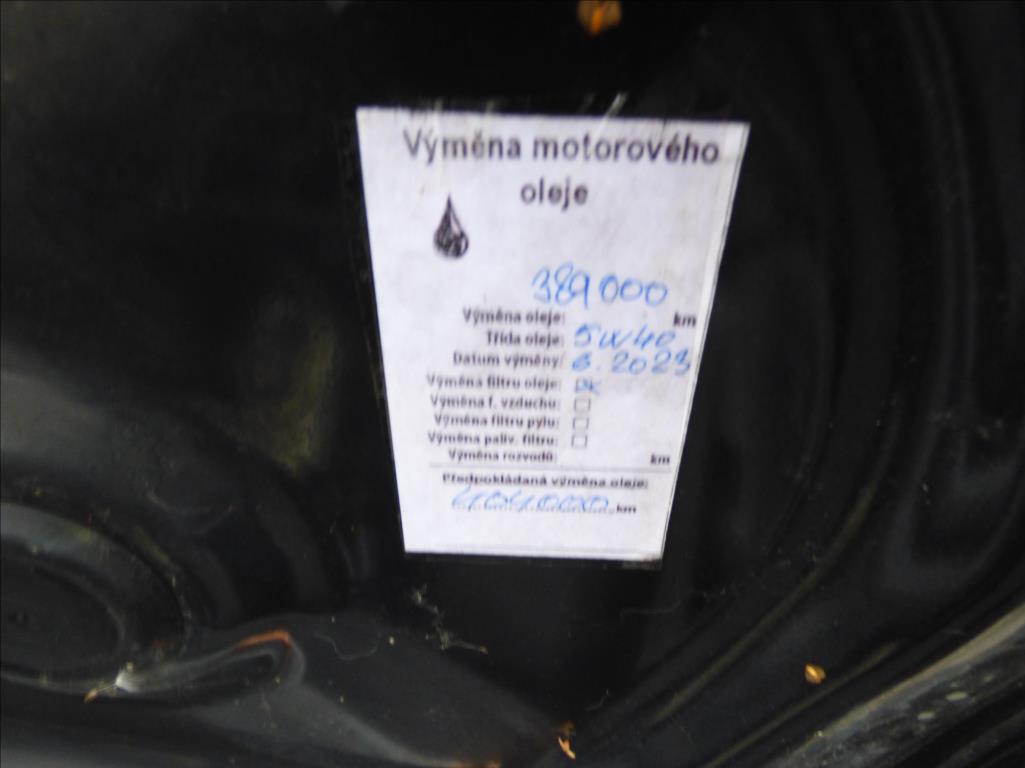 Výměna motorového
oleje
389000
Výměna oleje: km
Třída oleje: 5W40
Datum výměny: 6. 2023
Výměna filtru oleje: ☒
Výměna f. vzduchu: ☐
Výměna filtru pylu: ☐
Výměna paliv. filtru: ☐
Výměna rozvodů: km
Předpokládaná výměna oleje:
404000 km